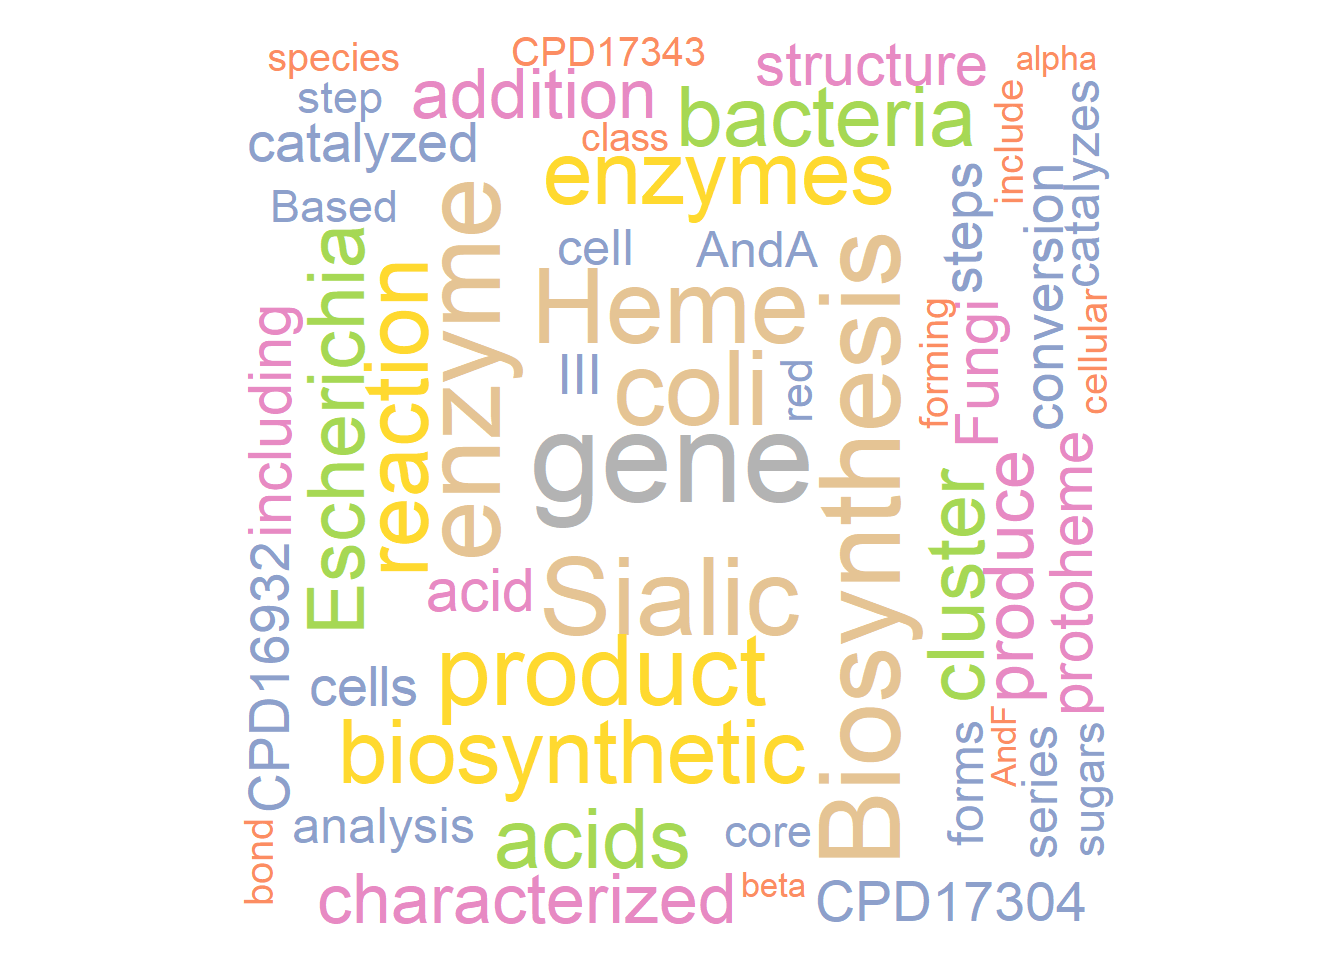 species
CPD17343
structure
alpha
step
addition
bacteria
include
catalyzes
catalyzed
class
enzymes
steps
conversion
Based
enzyme
cell
AndA
Biosynthesis
Escherichia
reaction
Heme
forming
Fungi
cellular
including
III
coli
red
gene
cluster
produce
protoheme
CPD16932
acid
Sialic
cells
product
biosynthetic
forms
AndF
series
sugars
bond
analysis
acids
core
characterized
beta
CPD17304